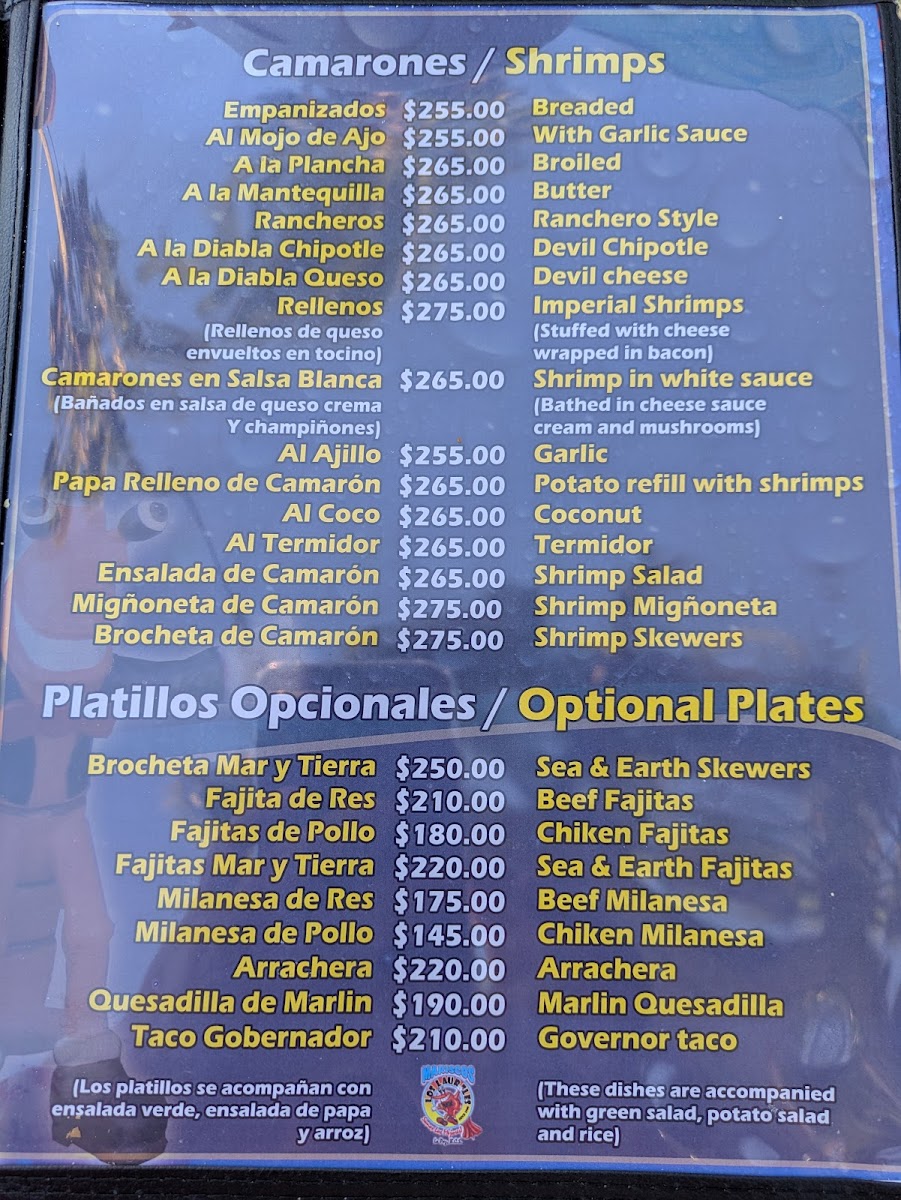 Camarones / Shrimps
Empanizados $255.00 Breaded
Al Mojo de Ajo $255.00 With Garlic Sauce
A la Plancha $265.00 Broiled
A la Mantequilla $265.00 Butter
Rancheros $265.00 Ranchero Style
A la Diabla Chipotle $265.00 Devil Chipotle
A la Diabla Queso $265.00 Devil cheese
Rellenos $275.00 Imperial Shrimps
(Rellenos de queso (Stuffed with cheese
envueltos en tocino) wrapped in bacon)
Camarones en Salsa Blanca $265.00 Shrimp in white sauce
(Bañados en salsa de queso crema (Bathed in cheese sauce
Y champiñones) cream and mushrooms)
Al Ajillo $255.00 Garlic
Papa Relleno de Camarón $265.00 Potato refill with shrimps
Al Coco $265.00 Coconut
Al Termidor $265.00 Termidor
Ensalada de Camarón $265.00 Shrimp Salad
Migñoneta de Camarón $275.00 Shrimp Migñoneta
Brocheta de Camarón $275.00 Shrimp Skewers
Platillos Opcionales / Optional Plates
Brocheta Mar y Tierra $250.00 Sea & Earth Skewers
Fajita de Res $210.00 Beef Fajitas
Fajitas de Pollo $180.00 Chiken Fajitas
Fajitas Mar y Tierra $220.00 Sea & Earth Fajitas
Milanesa de Res $175.00 Beef Milanesa
Milanesa de Pollo $145.00 Chiken Milanesa
Arrachera $220.00 Arrachera
Quesadilla de Marlin $190.00 Marlin Quesadilla
Taco Gobernador $210.00 Governor taco
(Los platillos se acompañan con (These dishes are accompanied
ensalada verde, ensalada de papa with green salad, potato salad
y arroz) and rice)
MARISCOS
LOS LAURELES